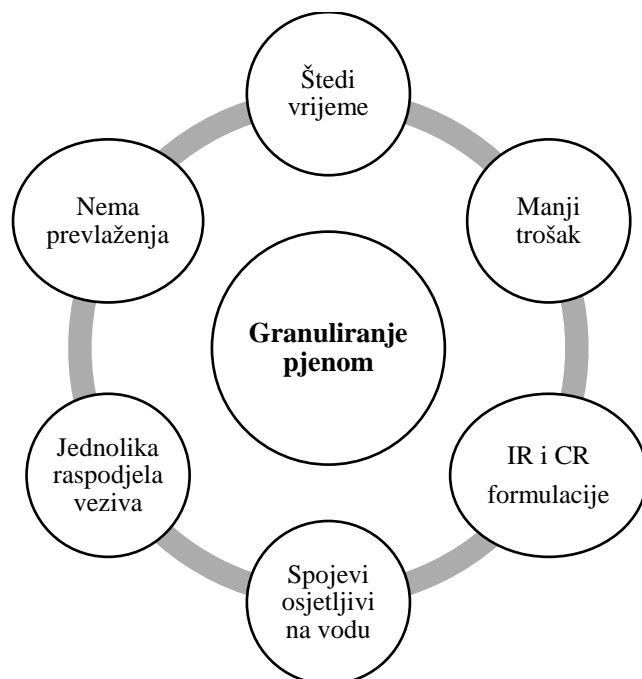 Štedi
vrijeme
Nema
prevlaženja
Manji
trošak
Granuliranje
pjenom
Jednolika
raspodjela
veziva
IR i CR
formulacije
Spojevi
osjetljivi
na vodu